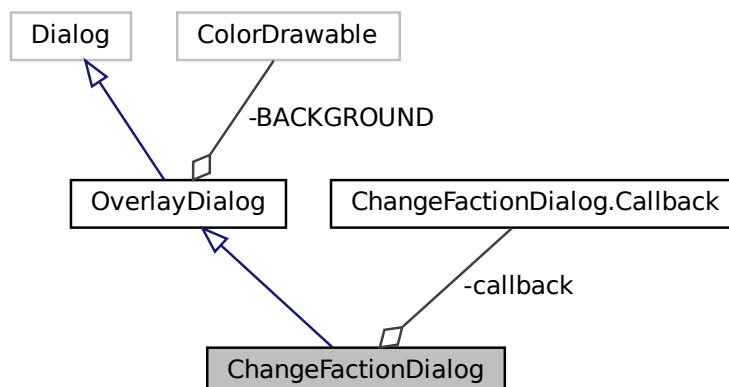 Dialog
ColorDrawable
-BACKGROUND
OverlayDialog
ChangeFactionDialog.Callback
-callback
ChangeFactionDialog